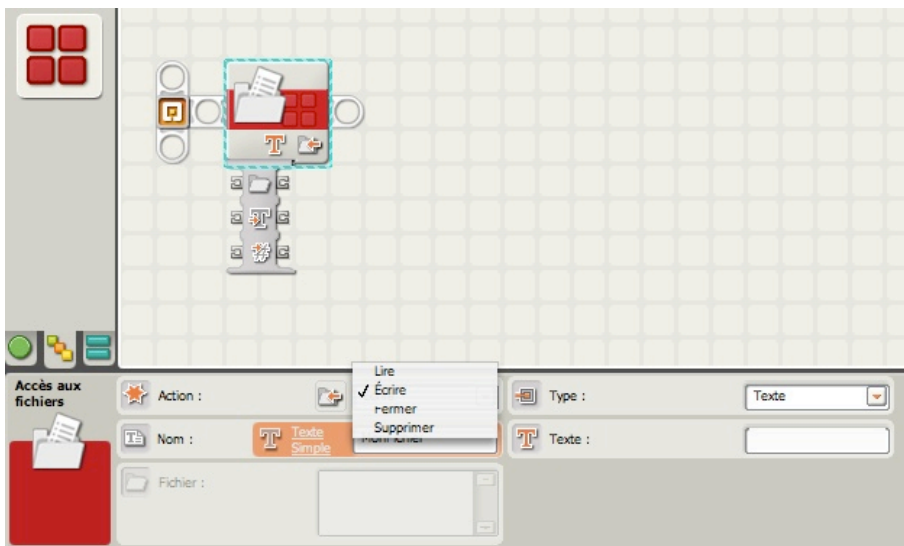 Accès aux
fichiers
Action :
Lire
Écrire
Fermer
Supprimer
Type :
Texte
Nom :
Texte
Simple
Texte :
Fichier :